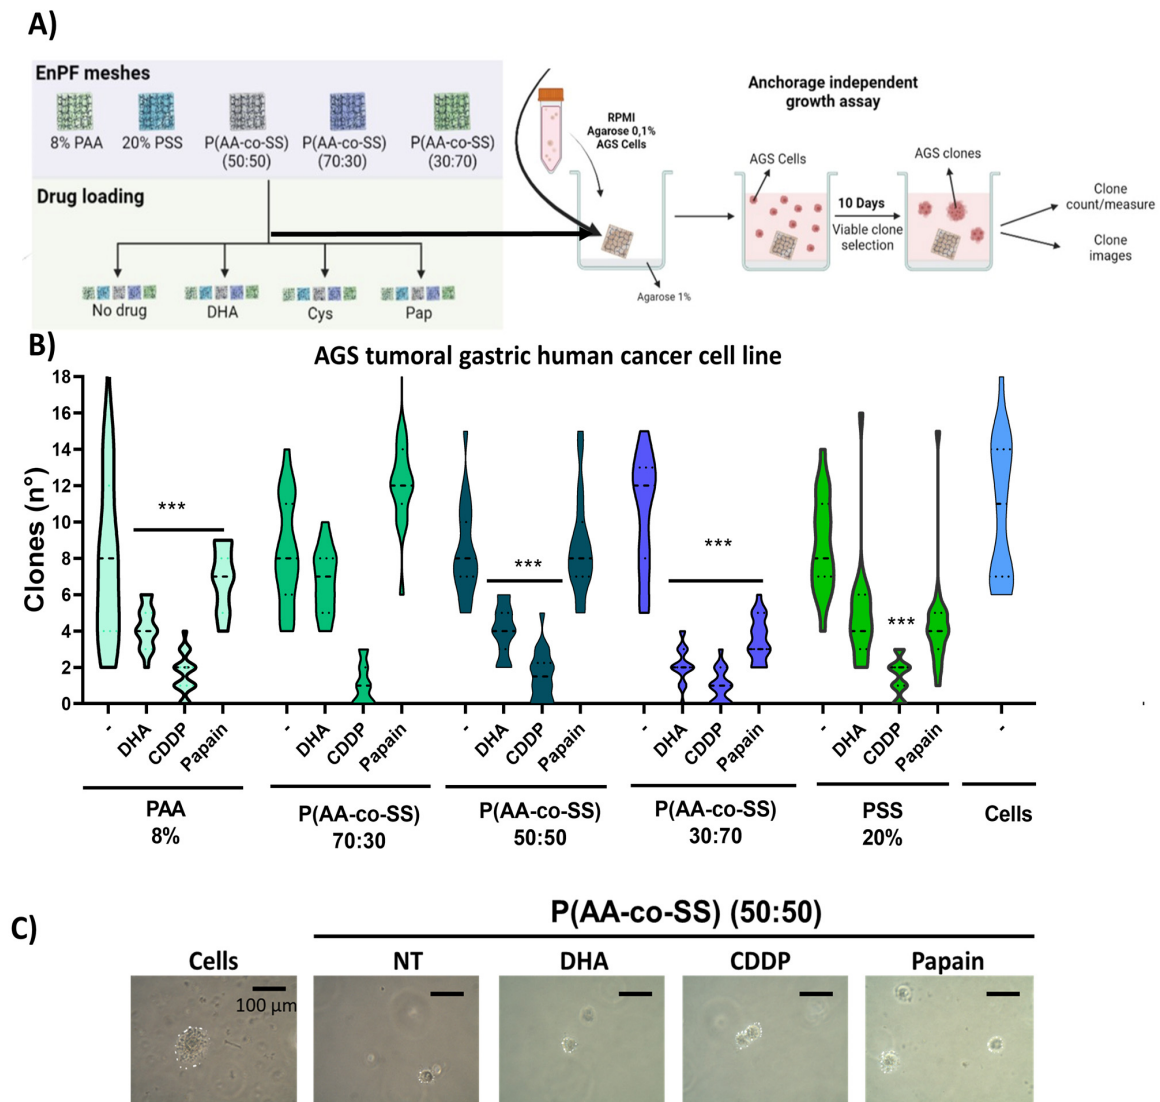 A)
EnPF meshes
8% PAA
20% PSS
P(AA-co-SS)
(50:50)
P(AA-co-SS)
(70:30)
P(AA-co-SS)
(30:70)
Drug loading
No drug
DHA
Cys
Pap
RPMI
Agarose 0,1%
AGS Cells
Agarose 1%
Anchorage independent
growth assay
AGS Cells
10 Days
Viable clone
selection
AGS clones
Clone
count/measure
Clone
images
B)
AGS tumoral gastric human cancer cell line
Clones (n°)
18
16
14
12
10
8
6
4
2
0
***
***
***
***
-
DHA
CDDP
Papain
-
DHA
CDDP
Papain
-
DHA
CDDP
Papain
-
DHA
CDDP
Papain
-
DHA
CDDP
Papain
-
PAA
8%
P(AA-co-SS)
70:30
P(AA-co-SS)
50:50
P(AA-co-SS)
30:70
PSS
20%
Cells
C)
P(AA-co-SS) (50:50)
Cells
NT
DHA
CDDP
Papain
100 µm